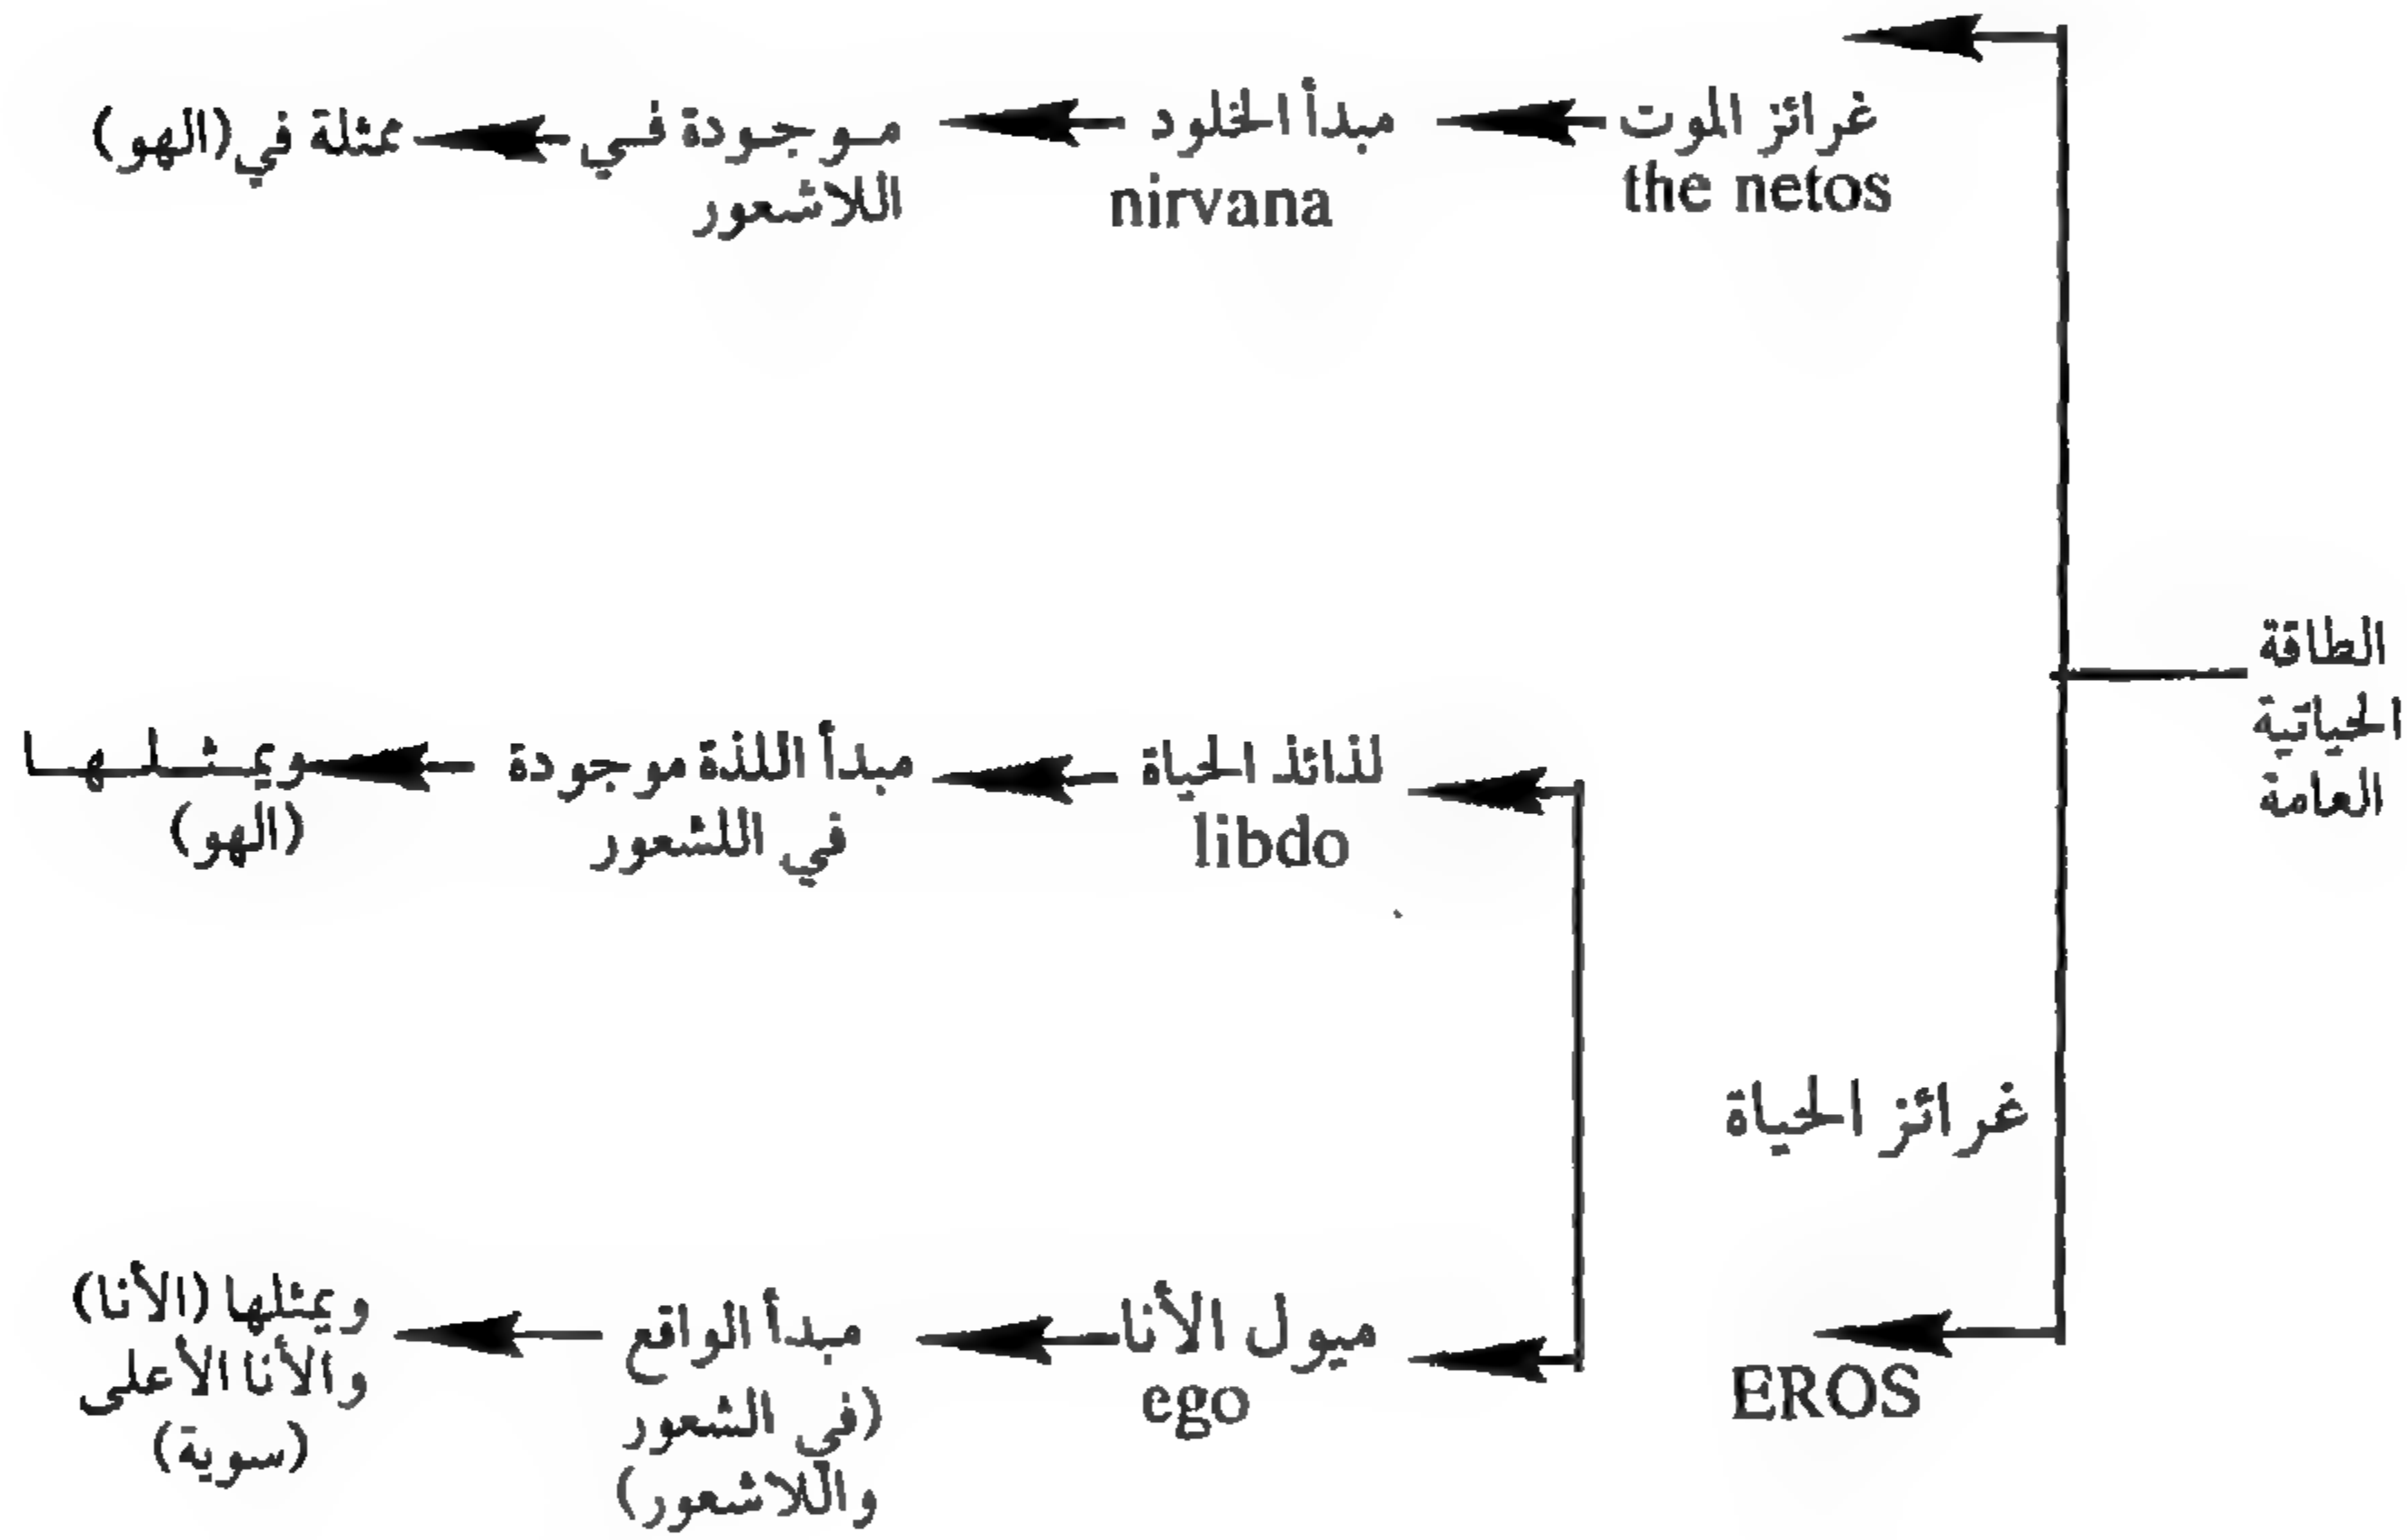 الطاقة
الحياتية
العامة
غرائز الموت
the netos
مبدأ الخلود
nirvana
موجودة في
اللاشعور
ممثلة في (الهو)
غرائز الحياة
EROS
لذائذ الحياة
libdo
مبدأ اللذة موجودة
في اللشعور
ويمثلها
(الهو)
ميول الأنا
ego
مبدأ الواقع
(في الشعور
واللاشعور)
ويمثلها (الأنا)
والأنا الأعلى
(سوية)